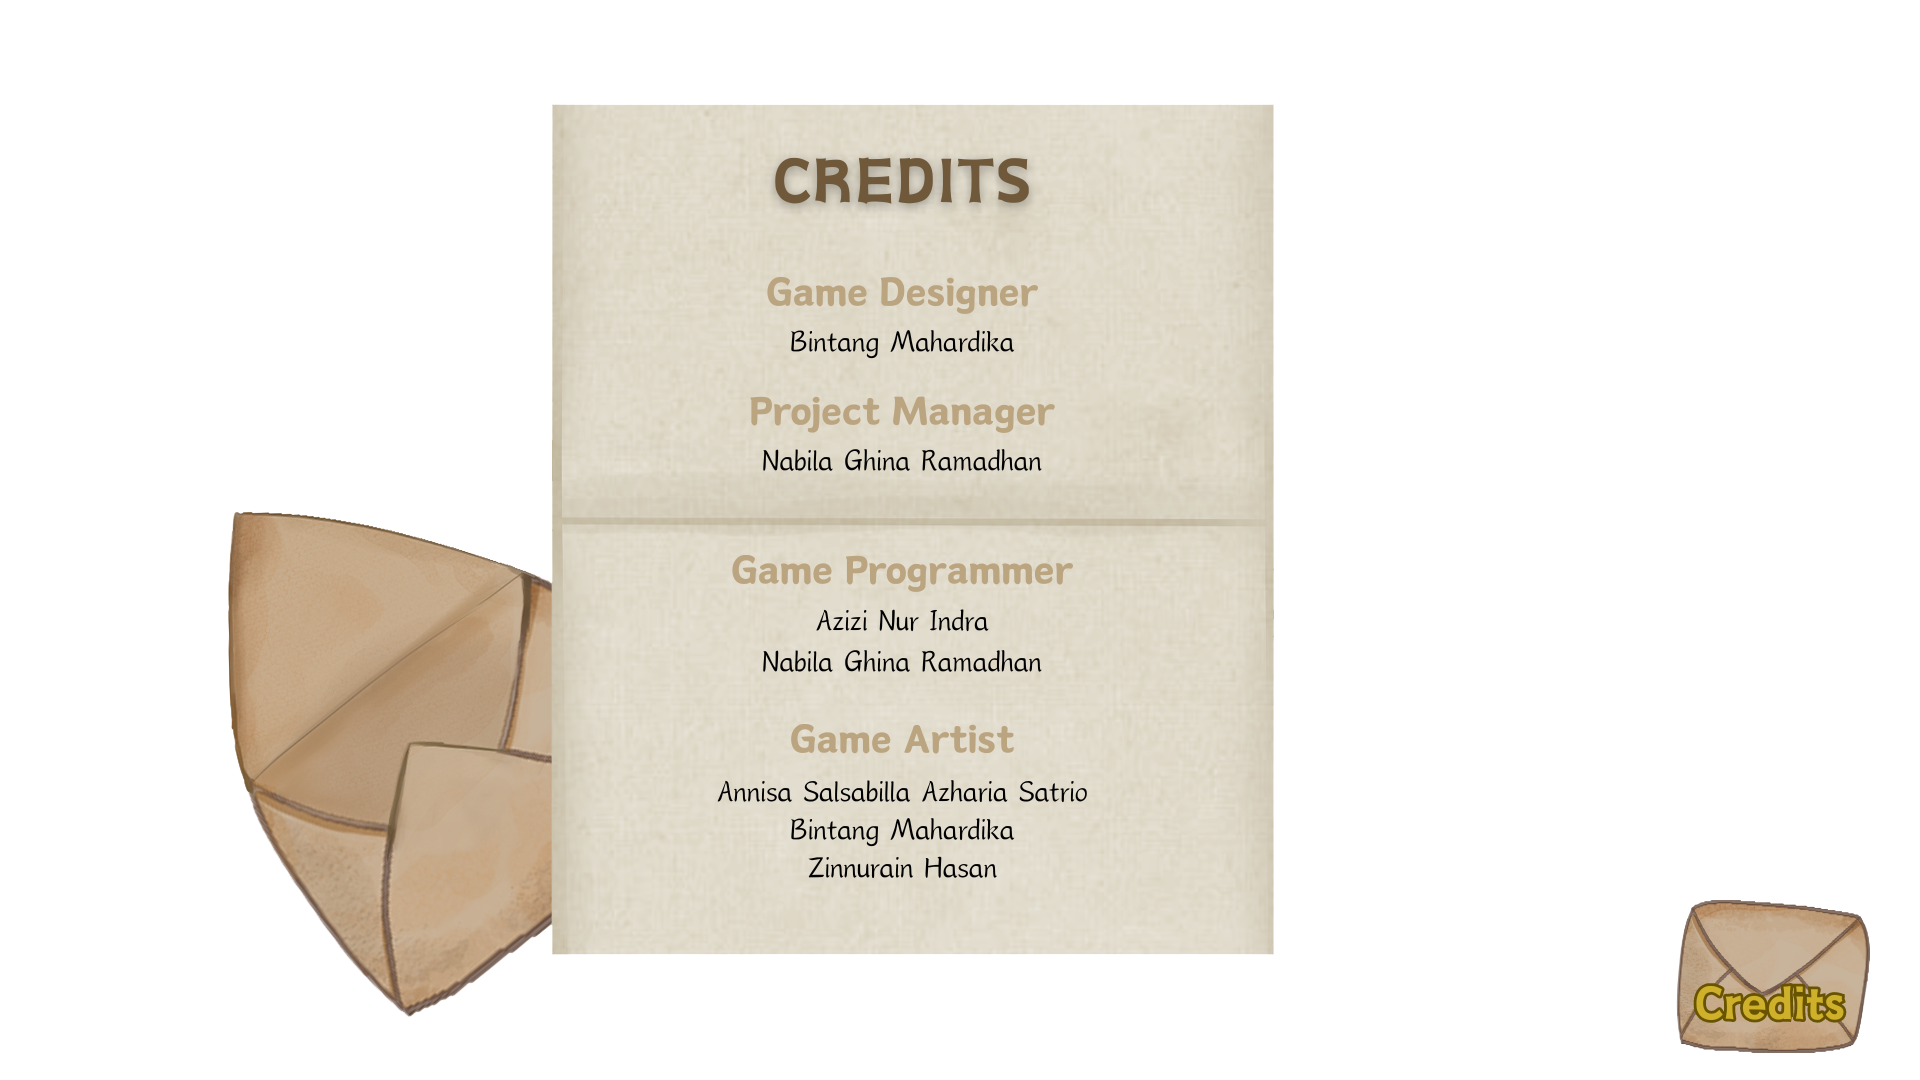 CREDITS
Game Designer
Bintang Mahardika
Project Manager
Nabila Ghina Ramadhan
Game Programmer
Azizi Nur Indra
Nabila Ghina Ramadhan
Game Artist
Annisa Salsabilla Azharia Satrio
Bintang Mahardika
Zinnurain Hasan
Credits